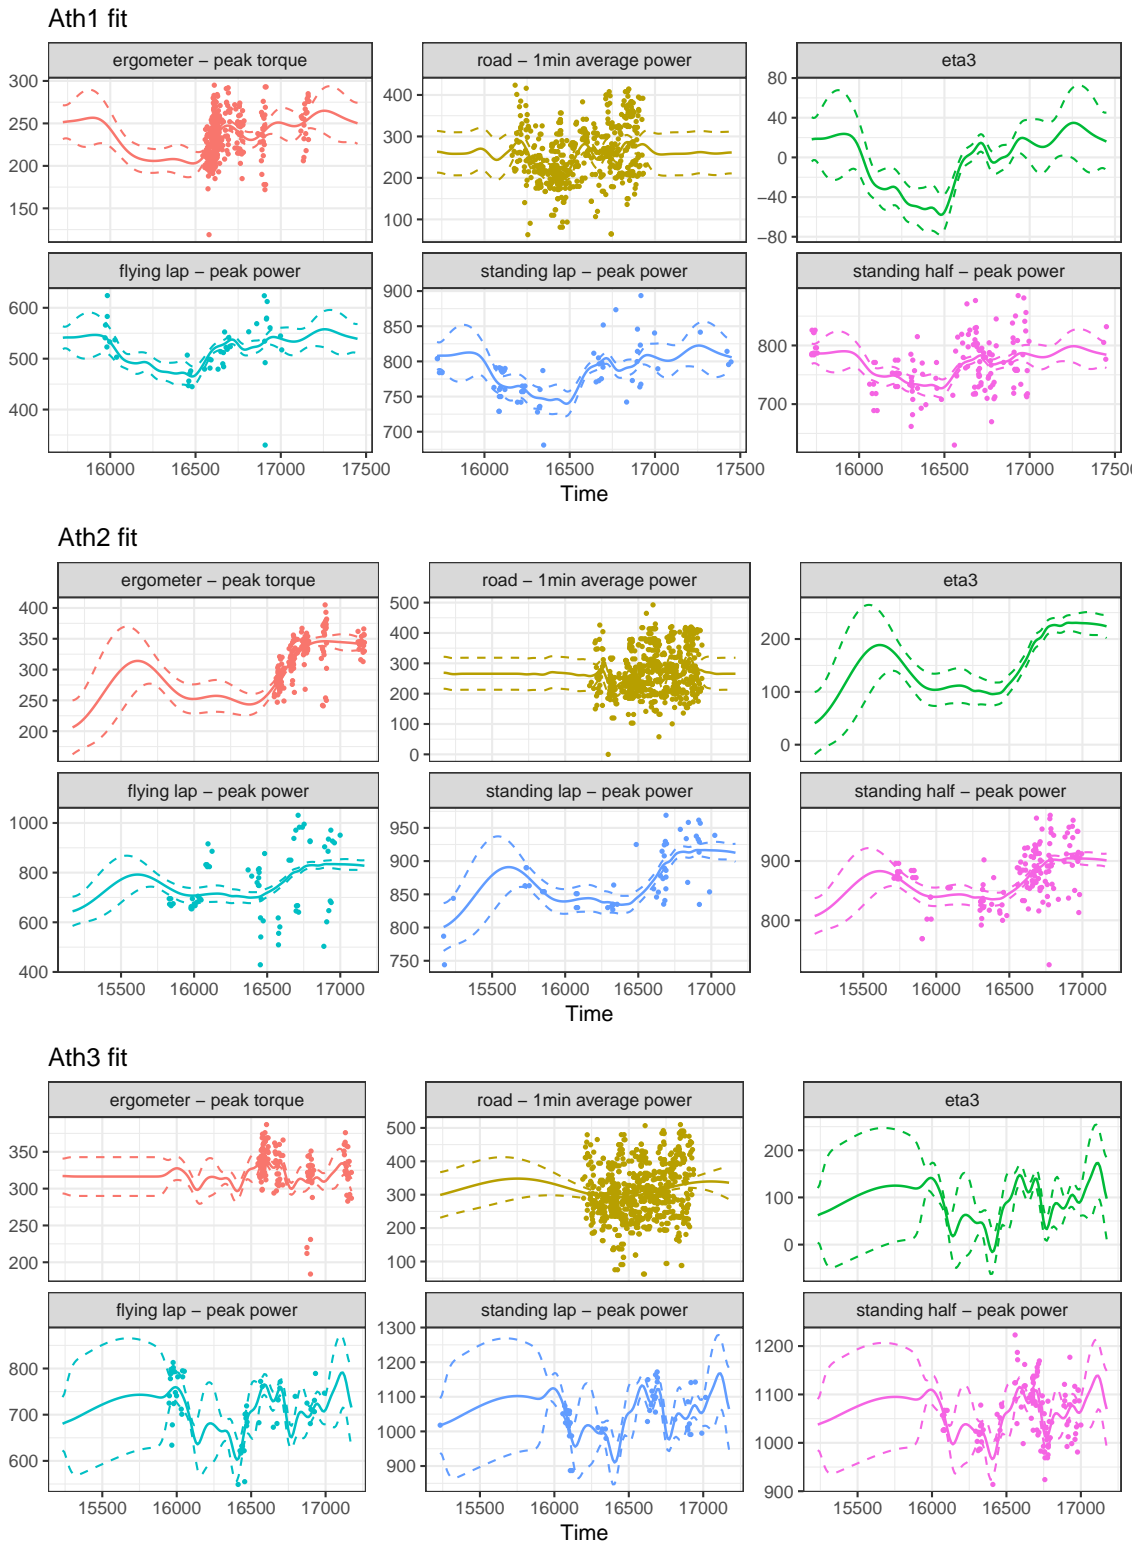 Ath1 fit
ergometer – peak torque road – 1min average power eta3
300 250 200 150
400 300 200 100
80 40 0 −40 −80
flying lap – peak power standing lap – peak power standing half – peak power
600 500 400
900 850 800 750 700
800 700
16000 16500 17000 17500 16000 16500 17000 17500 16000 16500 17000 1750
Time
Ath2 fit
ergometer – peak torque road – 1min average power eta3
400 350 300 250 200
500 400 300 200 100 0
200 100 0
flying lap – peak power standing lap – peak power standing half – peak power
1000 800 600 400
950 900 850 800 750
900 800
15500 16000 16500 17000 15500 16000 16500 17000 15500 16000 16500 17000
Time
Ath3 fit
ergometer – peak torque road – 1min average power eta3
350 300 250 200
500 400 300 200 100
200 100 0
flying lap – peak power standing lap – peak power standing half – peak power
800 700 600
1300 1200 1100 1000 900
1200 1100 1000 900
15500 16000 16500 17000 15500 16000 16500 17000 15500 16000 16500 17000
Time